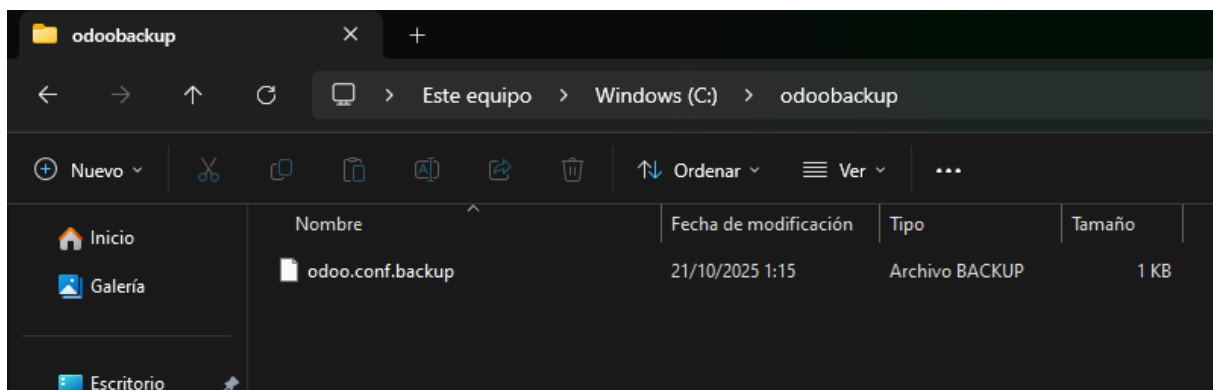 odoobackup
Este equipo > Windows (C:) > odoobackup
Nuevo Ordenar Ver
Nombre Fecha de modificación Tipo Tamaño
Inicio
odoo.conf.backup 21/10/2025 1:15 Archivo BACKUP 1 KB
Galería
Escritorio